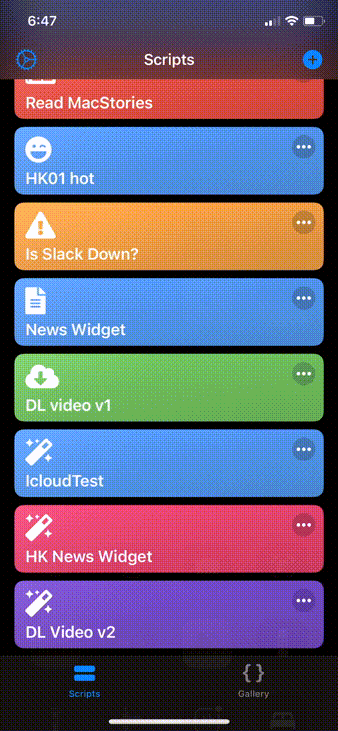 6:47
Scripts
Read MacStories
HK01 hot
Is Slack Down?
News Widget
DL video v1
IcloudTest
HK News Widget
DL Video v2
Scripts
Gallery